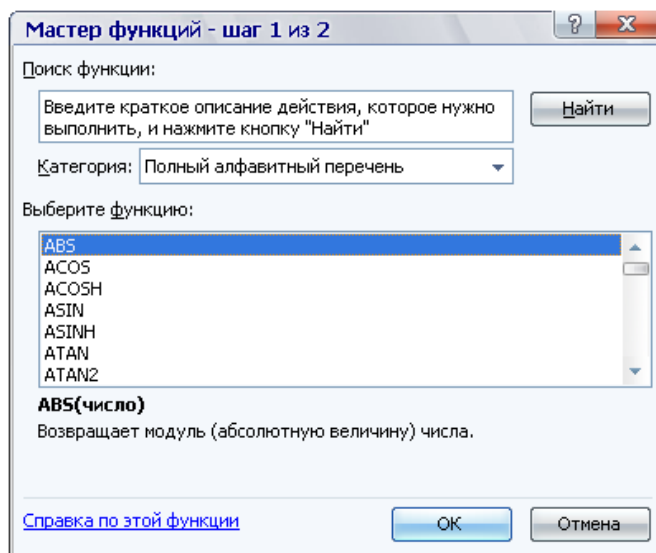 Мастер функций - шаг 1 из 2
Поиск функции:
Введите краткое описание действия, которое нужно
выполнить, и нажмите кнопку "Найти"
Найти
Категория: Полный алфавитный перечень
Выберите функцию:
ABS
ACOS
ACOSH
ASIN
ASINH
ATAN
ATAN2
ABS(число)
Возвращает модуль (абсолютную величину) числа.
Справка по этой функции
ОК
Отмена